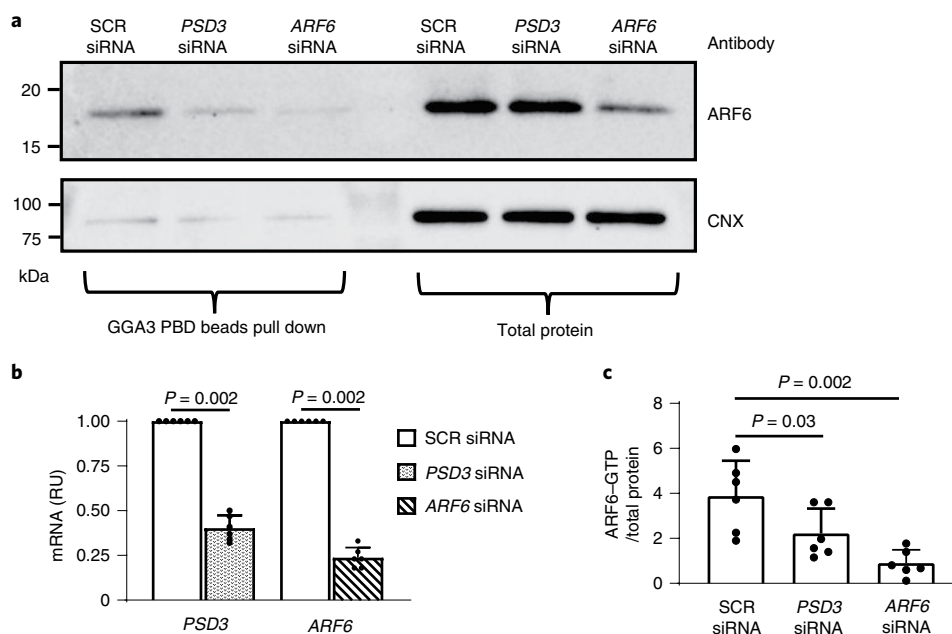 a
SCR siRNA PSD3 siRNA ARF6 siRNA SCR siRNA PSD3 siRNA ARF6 siRNA Antibody
20
ARF6
15
100
CNX
75
kDa
GGA3 PBD beads pull down Total protein
b
P = 0.002 P = 0.002
1.00
0.75
0.50
0.25
0
mRNA (RU)
PSD3 ARF6
SCR siRNA
PSD3 siRNA
ARF6 siRNA
c
P = 0.002
P = 0.03
8
6
4
2
0
ARF6–GTP
/total protein
SCR siRNA PSD3 siRNA ARF6 siRNA